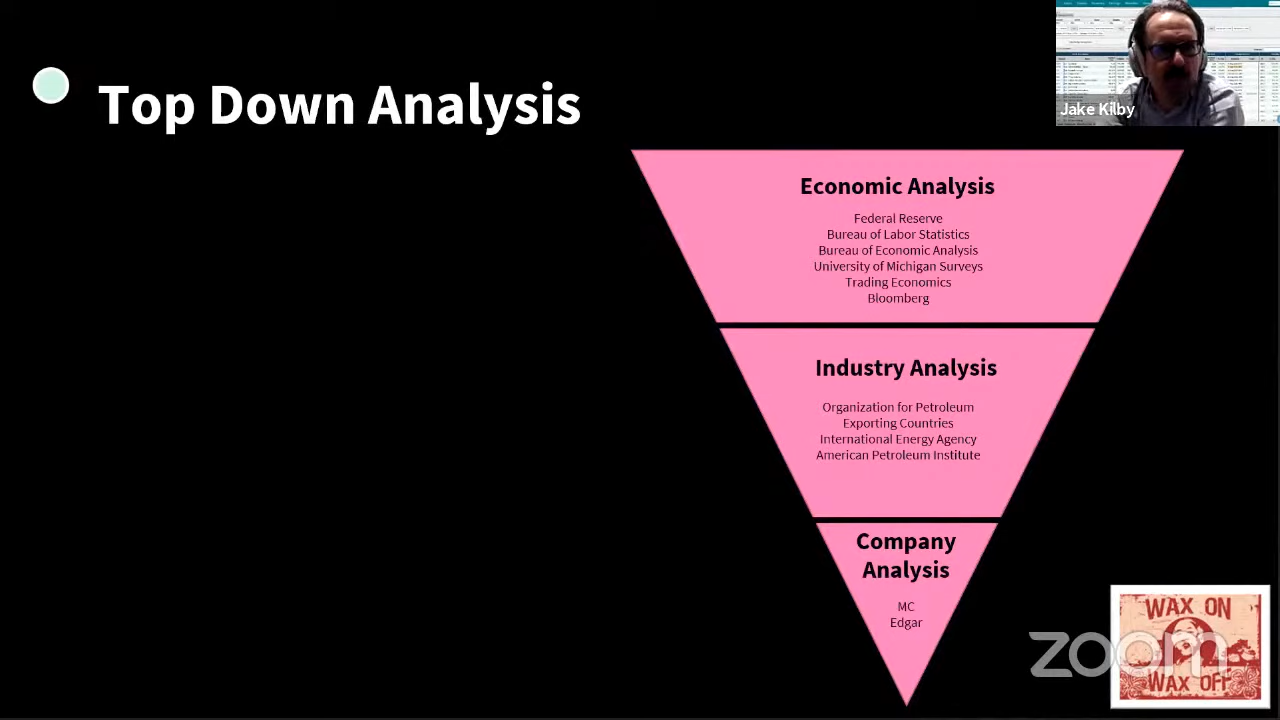 Top Down Analysis
Jake Kilby
Economic Analysis
Federal Reserve
Bureau of Labor Statistics
Bureau of Economic Analysis
University of Michigan Surveys
Trading Economics
Bloomberg
Industry Analysis
Organization for Petroleum
Exporting Countries
International Energy Agency
American Petroleum Institute
Company
Analysis
MC
Edgar
WAX ON
zoom
WAX OFF